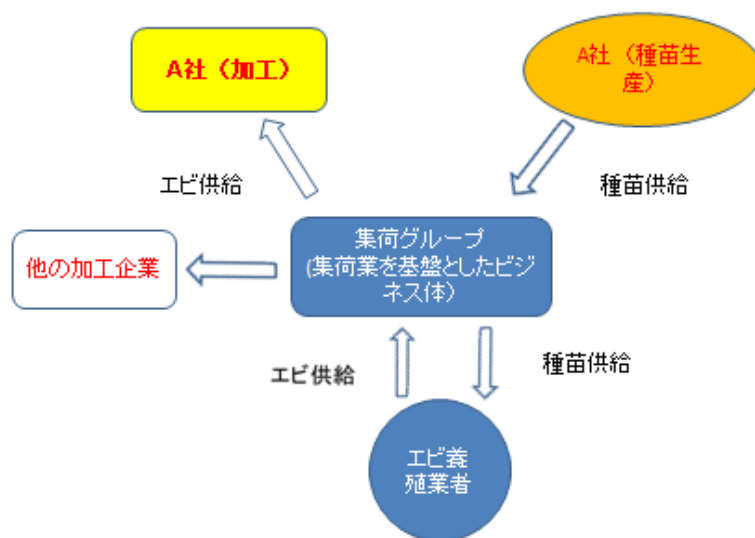 A社（加工）
A社（種苗生
産）
エビ供給
種苗供給
集荷グループ
(集荷業を基盤としたビジ
ネス体）
他の加工企業
エビ供給
種苗供給
エビ養
殖業者